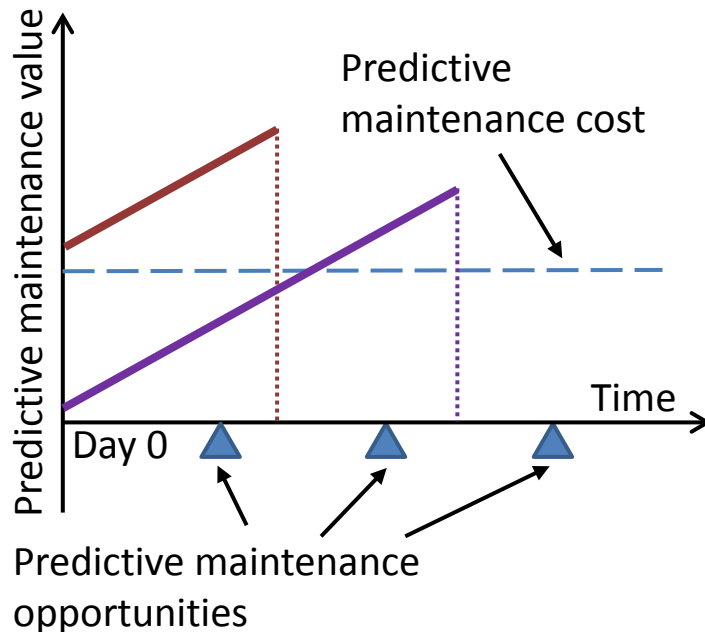 Predictive maintenance value
Predictive
maintenance cost
Time
Day 0
Predictive maintenance
opportunities